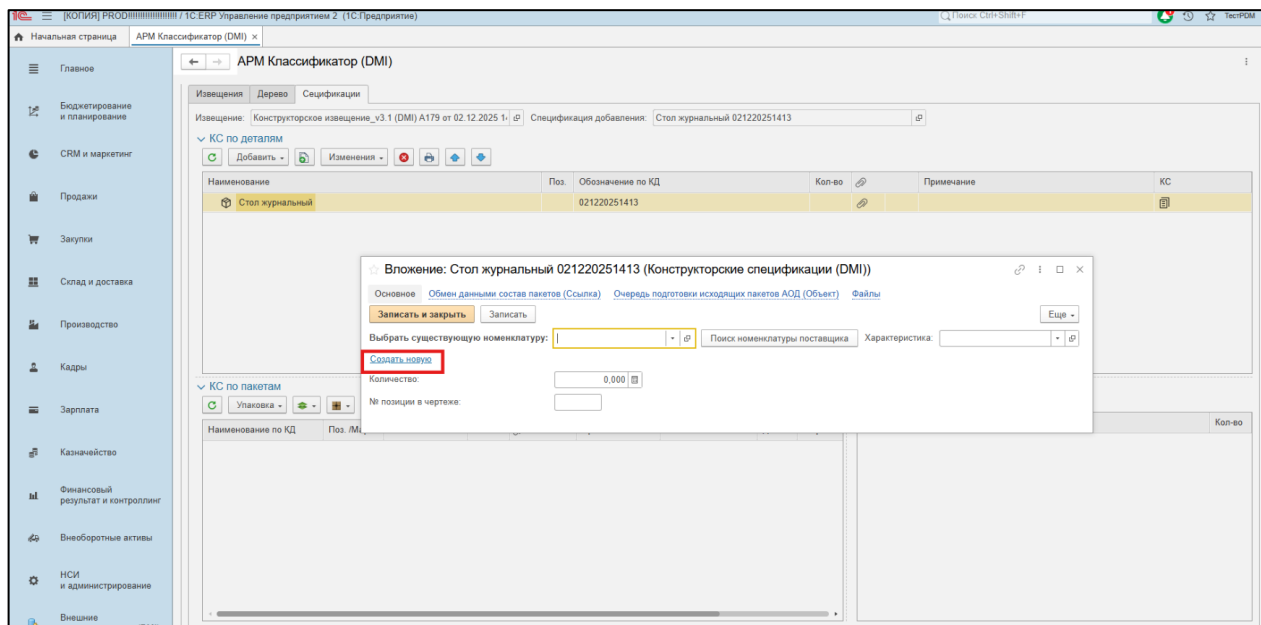 [КОПИЯ] PROD!!!!!!!!!!!!!!!!!!!! / 1С:ERP Управление предприятием 2 (1С:Предприятие)
Поиск Ctrl+Shift+F
ТестPDM
Начальная страница
АРМ Классификатор (DMI) ×
Главное
Бюджетирование
и планирование
CRM и маркетинг
Продажи
Закупки
Склад и доставка
Производство
Кадры
Зарплата
Казначейство
Финансовый
результат и контроллинг
Внеоборотные активы
НСИ
и администрирование
Внешние
АРМ Классификатор (DMI)
Извещения Дерево Сецификации
Извещение: Конструкторское извещение_v3.1 (DMI) A179 от 02.12.2025 1 Спецификация добавления: Стол журнальный 021220251413
КС по деталям
Добавить Изменения
Наименование Поз. Обозначение по КД Кол-во Примечание КС
Стол журнальный 021220251413
Вложение: Стол журнальный 021220251413 (Конструкторские спецификации (DMI))
Основное Обмен данными состав пакетов (Ссылка) Очередь подготовки исходящих пакетов АОД (Объект) Файлы
Записать и закрыть Записать Еще
Выбрать существующую номенклатуру: Поиск номенклатуры поставщика Характеристика:
Создать новую
Количество: 0,000
№ позиции в чертеже:
КС по пакетам
Упаковка
Наименование по КД Поз. /Ма Кол-во